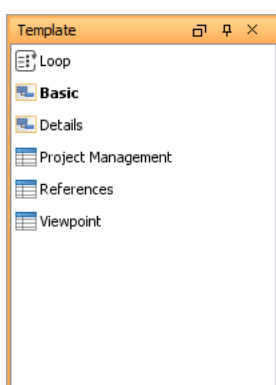 Template
Loop
Basic
Details
Project Management
References
Viewpoint